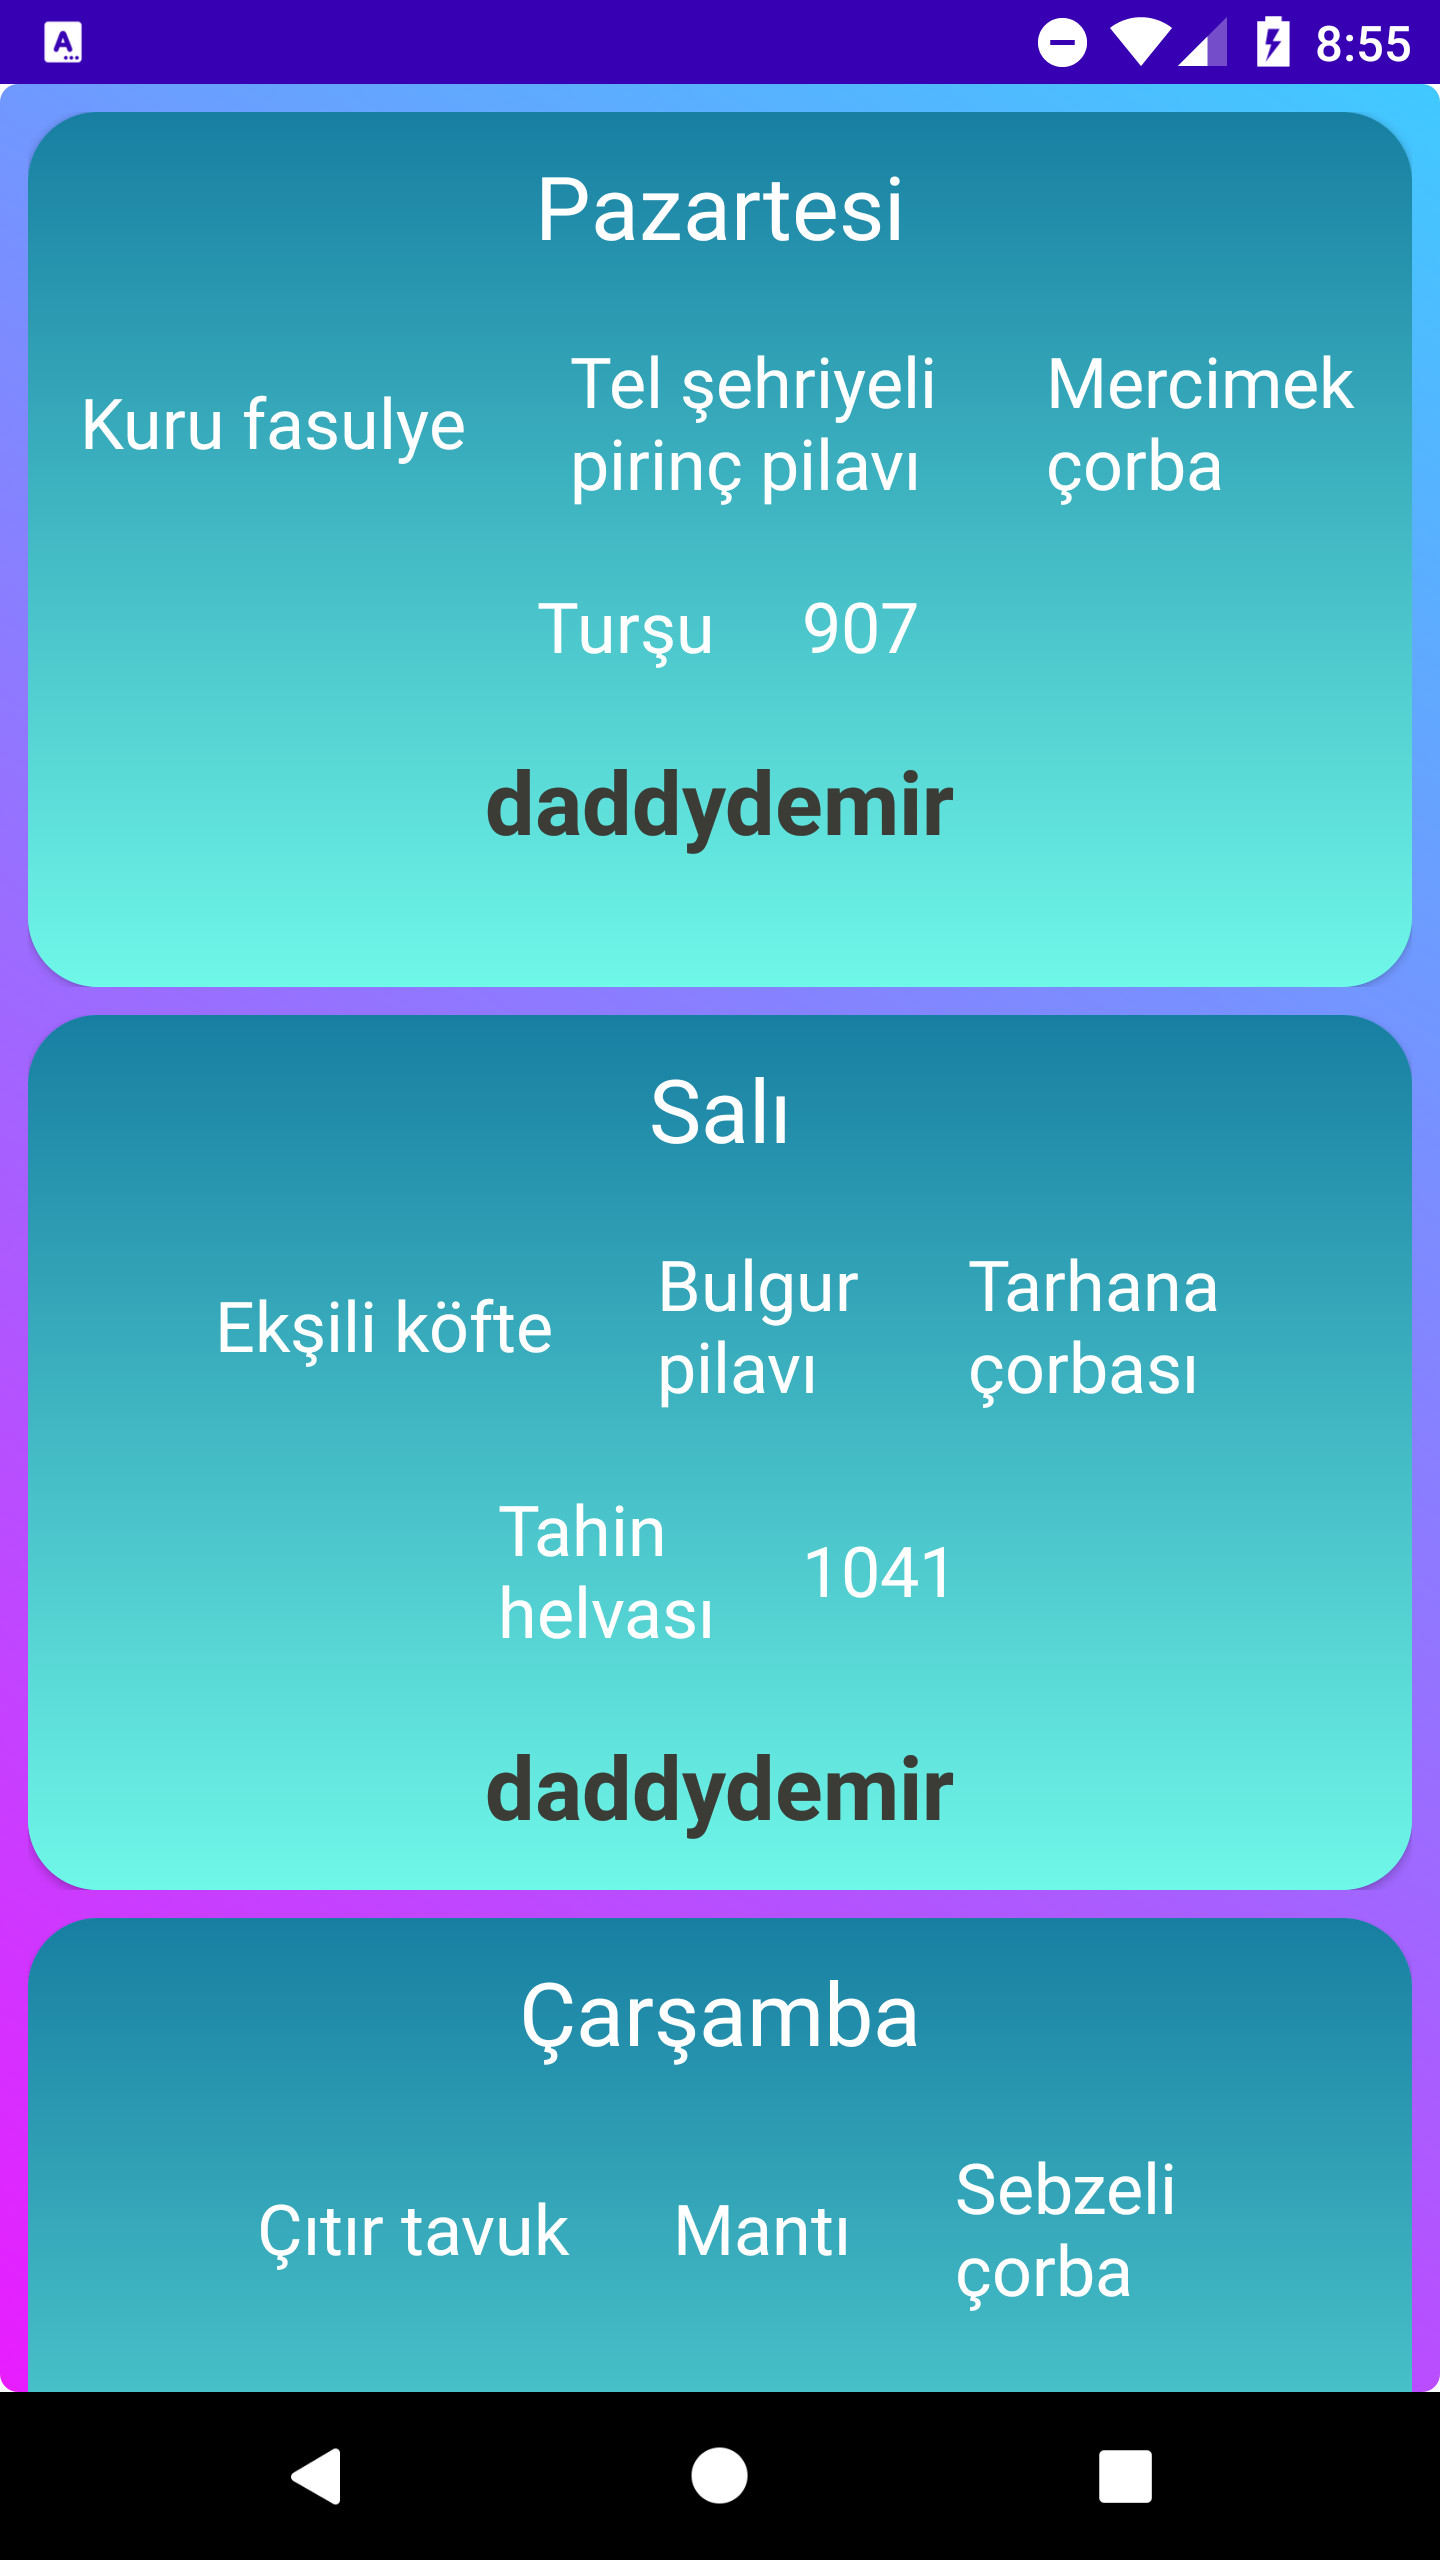 8:55
Pazartesi
Kuru fasulye
Tel şehriyeli
pirinç pilavı
Mercimek
çorba
Turşu
907
daddydemir
Salı
Ekşili köfte
Bulgur
pilavı
Tarhana
çorbası
Tahin
helvası
1041
daddydemir
Çarşamba
Çıtır tavuk
Mantı
Sebzeli
çorba